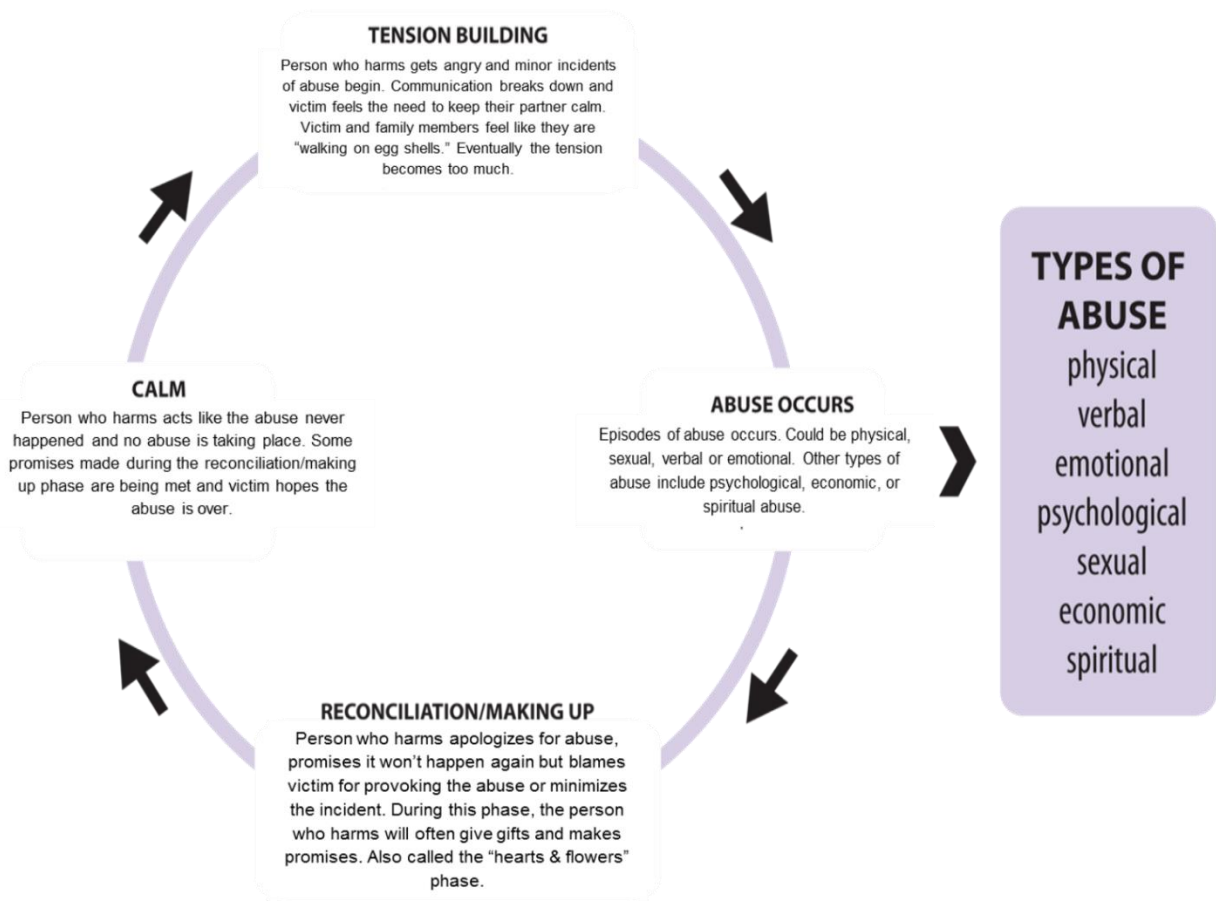 TENSION BUILDING
Person who harms gets angry and minor incidents
of abuse begin. Communication breaks down and
victim feels the need to keep their partner calm.
Victim and family members feel like they are
“walking on egg shells.” Eventually the tension
becomes too much.
ABUSE OCCURS
Episodes of abuse occurs. Could be physical,
sexual, verbal or emotional. Other types of
abuse include psychological, economic, or
spiritual abuse.
.
TYPES OF
ABUSE
physical
verbal
emotional
psychological
sexual
economic
spiritual
RECONCILIATION/MAKING UP
Person who harms apologizes for abuse,
promises it won’t happen again but blames
victim for provoking the abuse or minimizes
the incident. During this phase, the person
who harms will often give gifts and makes
promises. Also called the “hearts & flowers”
phase.
CALM
Person who harms acts like the abuse never
happened and no abuse is taking place. Some
promises made during the reconciliation/making
up phase are being met and victim hopes the
abuse is over.